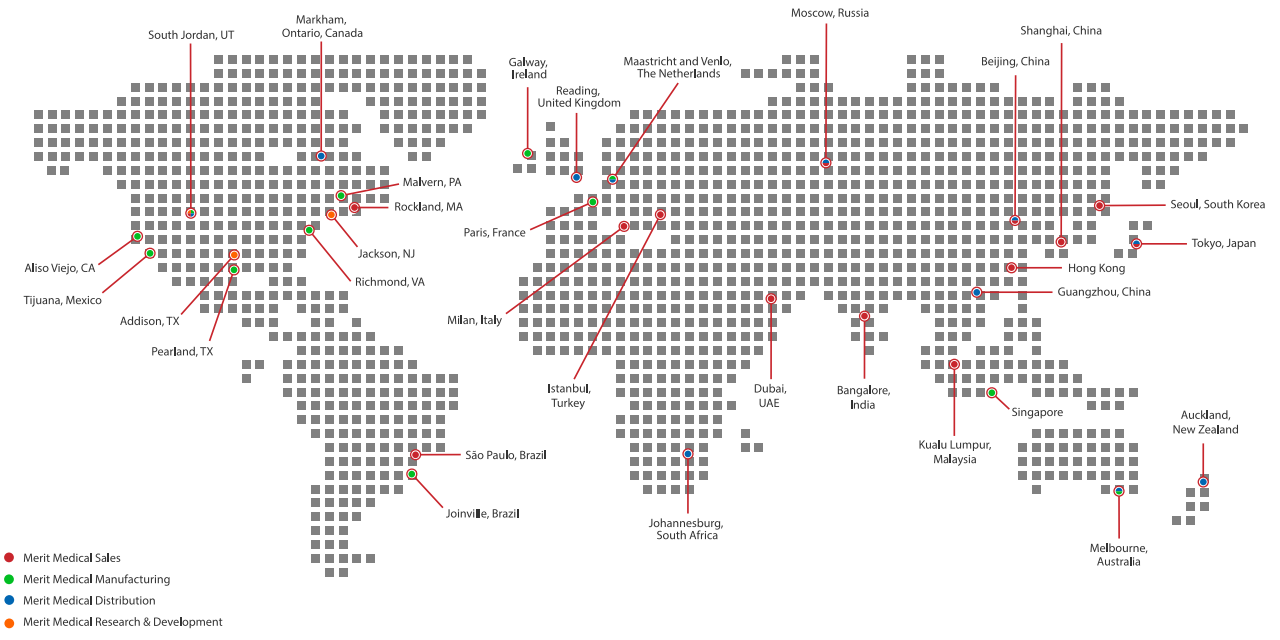 Moscow, Russia
Markham,
Ontario, Canada
South Jordan, UT
Shanghai, China
Galway,
Ireland
Maastricht and Venlo,
The Netherlands
Beijing, China
Reading,
United Kingdom
Malvern, PA
Rockland, MA
Seoul, South Korea
Paris, France
Tokyo, Japan
Jackson, NJ
Aliso Viejo, CA
Hong Kong
Richmond, VA
Guangzhou, China
Tijuana, Mexico
Addison, TX
Milan, Italy
Pearland, TX
Istanbul,
Turkey
Dubai,
UAE
Bangalore,
India
Singapore
Auckland,
New Zealand
Kualu Lumpur,
Malaysia
São Paulo, Brazil
Joinville, Brazil
Johannesburg,
South Africa
Melbourne,
Australia
Merit Medical Sales
Merit Medical Manufacturing
Merit Medical Distribution
Merit Medical Research & Development